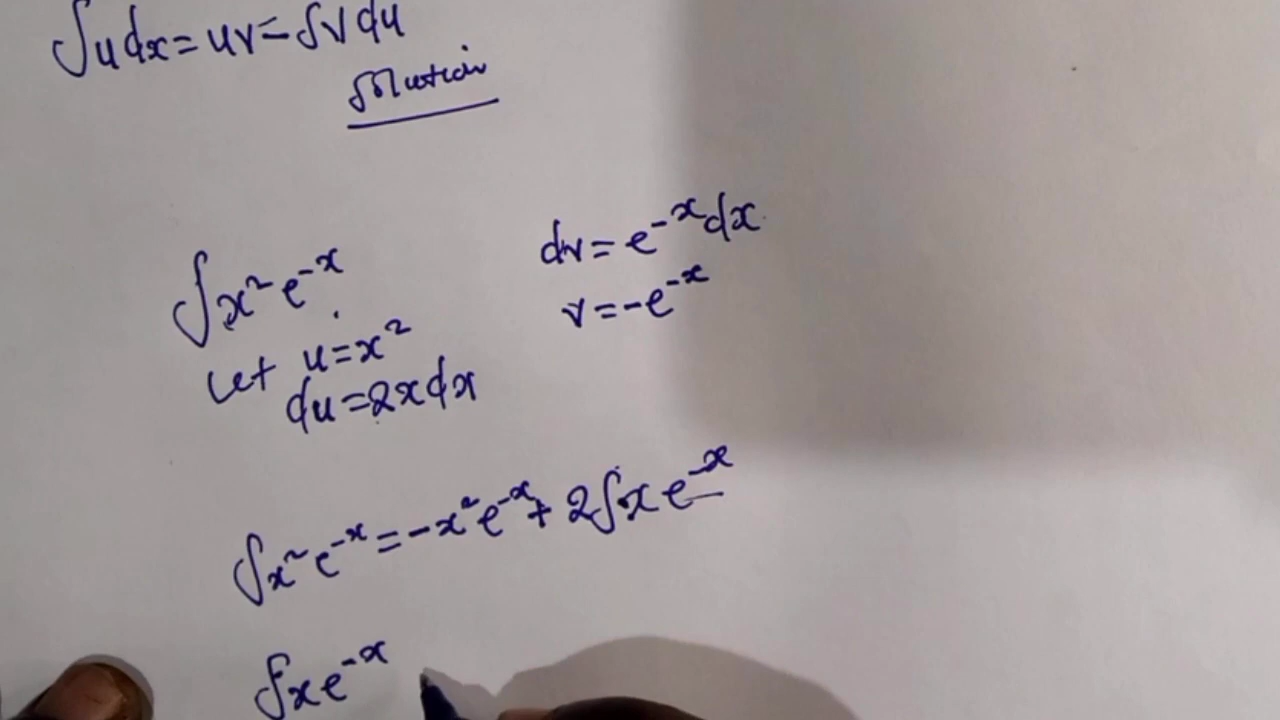 ∫u dx = uv - ∫v du
Solution
∫x² e⁻ˣ
dv = e⁻ˣ dx
v = -e⁻ˣ
Let u = x²
du = 2x dx
∫x² e⁻ˣ = -x² e⁻ˣ + 2∫x e⁻ˣ
∫x e⁻ˣ